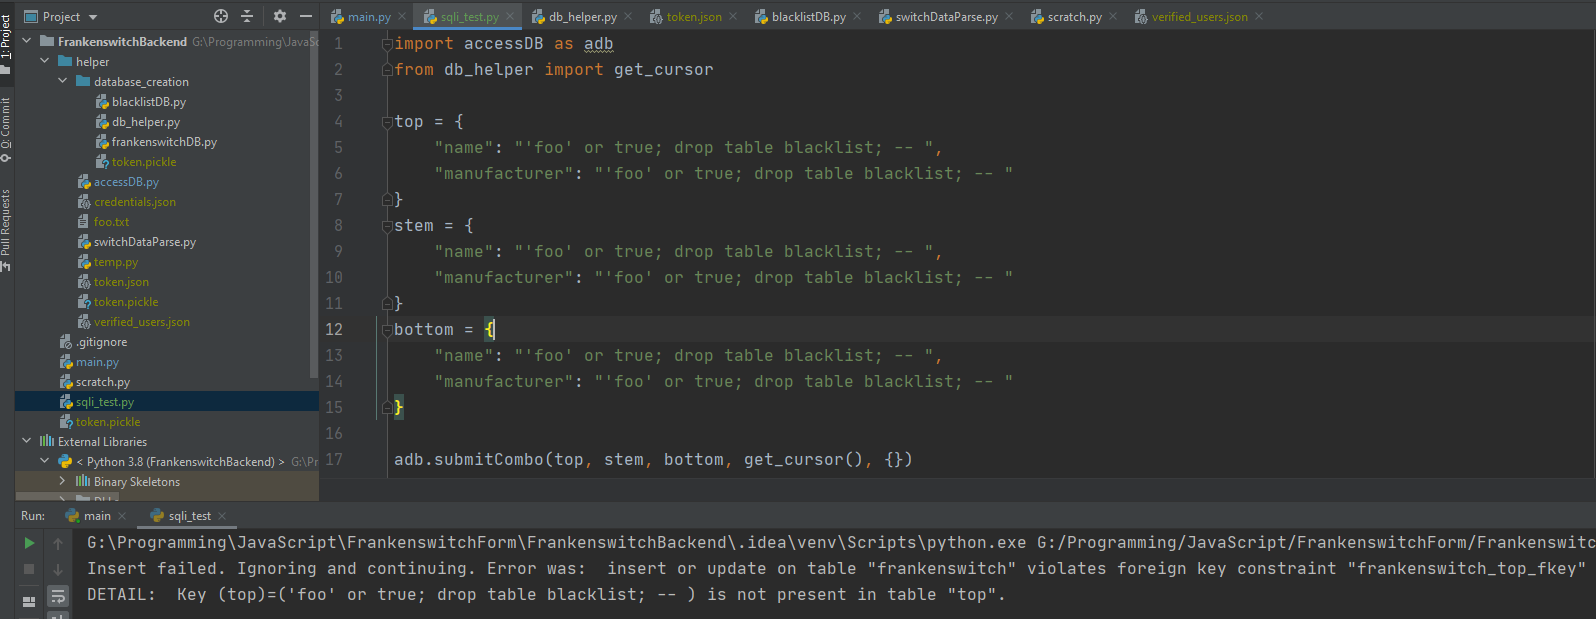 Project
main.py
sqli_test.py
db_helper.py
token.json
blacklistDB.py
switchDataParse.py
scratch.py
verified_users.json
1: Project
0: Commit
Pull Requests
FrankenswitchBackend G:\Programming\JavaSc
helper
database_creation
blacklistDB.py
db_helper.py
frankenswitchDB.py
token.pickle
accessDB.py
credentials.json
foo.txt
switchDataParse.py
temp.py
token.json
token.pickle
verified_users.json
.gitignore
main.py
scratch.py
sqli_test.py
token.pickle
External Libraries
< Python 3.8 (FrankenswitchBackend) > G:\Pr
Binary Skeletons
1 import accessDB as adb
2 from db_helper import get_cursor
3
4 top = {
5 "name": "'foo' or true; drop table blacklist; -- ",
6 "manufacturer": "'foo' or true; drop table blacklist; -- "
7 }
8 stem = {
9 "name": "'foo' or true; drop table blacklist; -- ",
10 "manufacturer": "'foo' or true; drop table blacklist; -- "
11 }
12 bottom = {
13 "name": "'foo' or true; drop table blacklist; -- ",
14 "manufacturer": "'foo' or true; drop table blacklist; -- "
15 }
16
17 adb.submitCombo(top, stem, bottom, get_cursor(), {})
Run: main sqli_test
G:\Programming\JavaScript\FrankenswitchForm\FrankenswitchBackend\.idea\venv\Scripts\python.exe G:/Programming/JavaScript/FrankenswitchForm/Frankenswitc
Insert failed. Ignoring and continuing. Error was:  insert or update on table "frankenswitch" violates foreign key constraint "frankenswitch_top_fkey"
DETAIL:  Key (top)=('foo' or true; drop table blacklist; -- ) is not present in table "top".